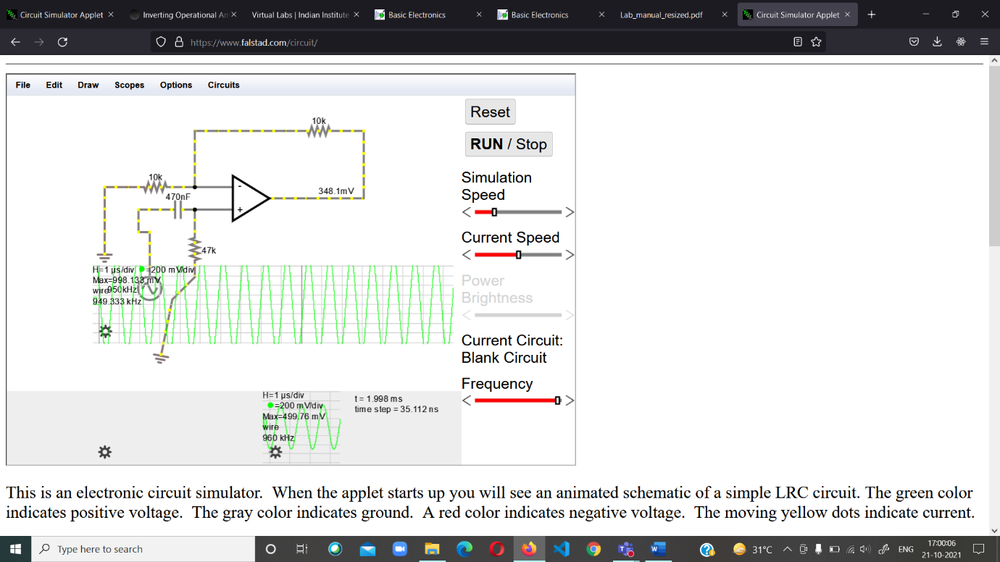 Circuit Simulator Applet
Inverting Operational Am
Virtual Labs | Indian Institute
Basic Electronics
Basic Electronics
Lab_manual_resized.pdf
Circuit Simulator Applet
https://www.falstad.com/circuit/
File Edit Draw Scopes Options Circuits
Reset
RUN / Stop
Simulation
Speed
Current Speed
Power
Brightness
Current Circuit:
Blank Circuit
Frequency
10k
10k
470nF
348.1mV
-
+
47k
H=1 µs/div =200 mV/div
Max=998.133 mV
wire
950kHz
949.333 kHz
H=1 µs/div
=200 mV/div
Max=499.76 mV
wire
960 kHz
t = 1.998 ms
time step = 35.112 ns
This is an electronic circuit simulator. When the applet starts up you will see an animated schematic of a simple LRC circuit. The green color
indicates positive voltage. The gray color indicates ground. A red color indicates negative voltage. The moving yellow dots indicate current.
Type here to search
31°C
ENG
17:00:06
21-10-2021